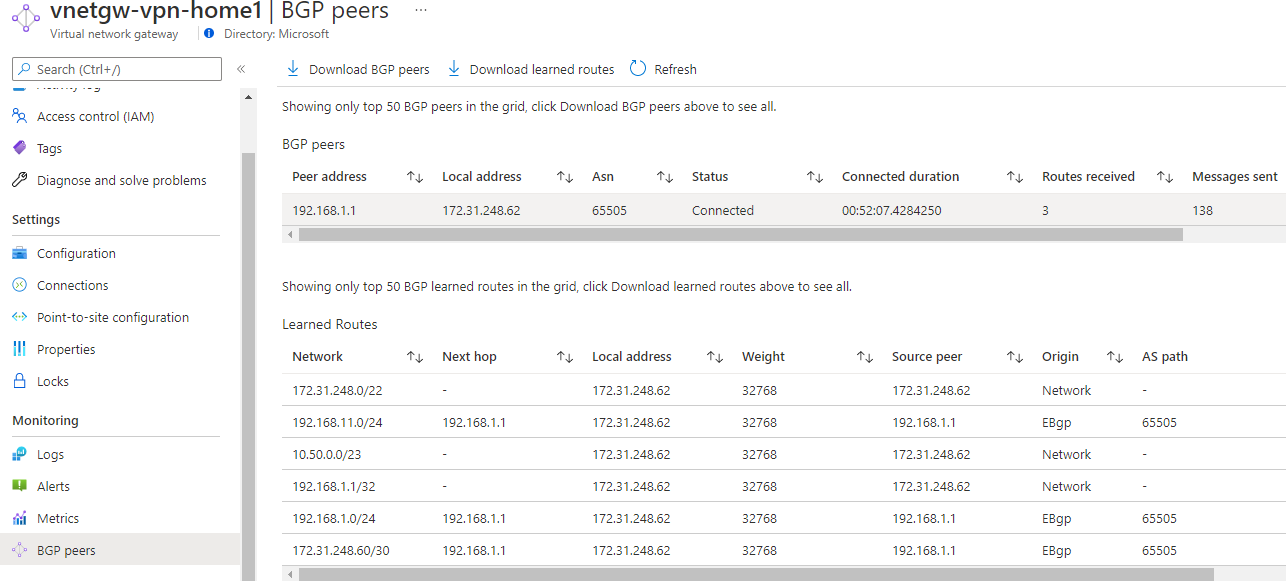 vnetgw-vpn-home1 | BGP peers ...
Virtual network gateway Directory: Microsoft
Search (Ctrl+/) «
Download BGP peers Download learned routes Refresh
Activity log
Access control (IAM)
Tags
Diagnose and solve problems
Settings
Configuration
Connections
Point-to-site configuration
Properties
Locks
Monitoring
Logs
Alerts
Metrics
BGP peers
Showing only top 50 BGP peers in the grid, click Download BGP peers above to see all.
BGP peers
Peer address Local address Asn Status Connected duration Routes received Messages sent
192.168.1.1 172.31.248.62 65505 Connected 00:52:07.4284250 3 138
Showing only top 50 BGP learned routes in the grid, click Download learned routes above to see all.
Learned Routes
Network Next hop Local address Weight Source peer Origin AS path
172.31.248.0/22 - 172.31.248.62 32768 172.31.248.62 Network -
192.168.11.0/24 192.168.1.1 172.31.248.62 32768 192.168.1.1 EBgp 65505
10.50.0.0/23 - 172.31.248.62 32768 172.31.248.62 Network -
192.168.1.1/32 - 172.31.248.62 32768 172.31.248.62 Network -
192.168.1.0/24 192.168.1.1 172.31.248.62 32768 192.168.1.1 EBgp 65505
172.31.248.60/30 192.168.1.1 172.31.248.62 32768 192.168.1.1 EBgp 65505